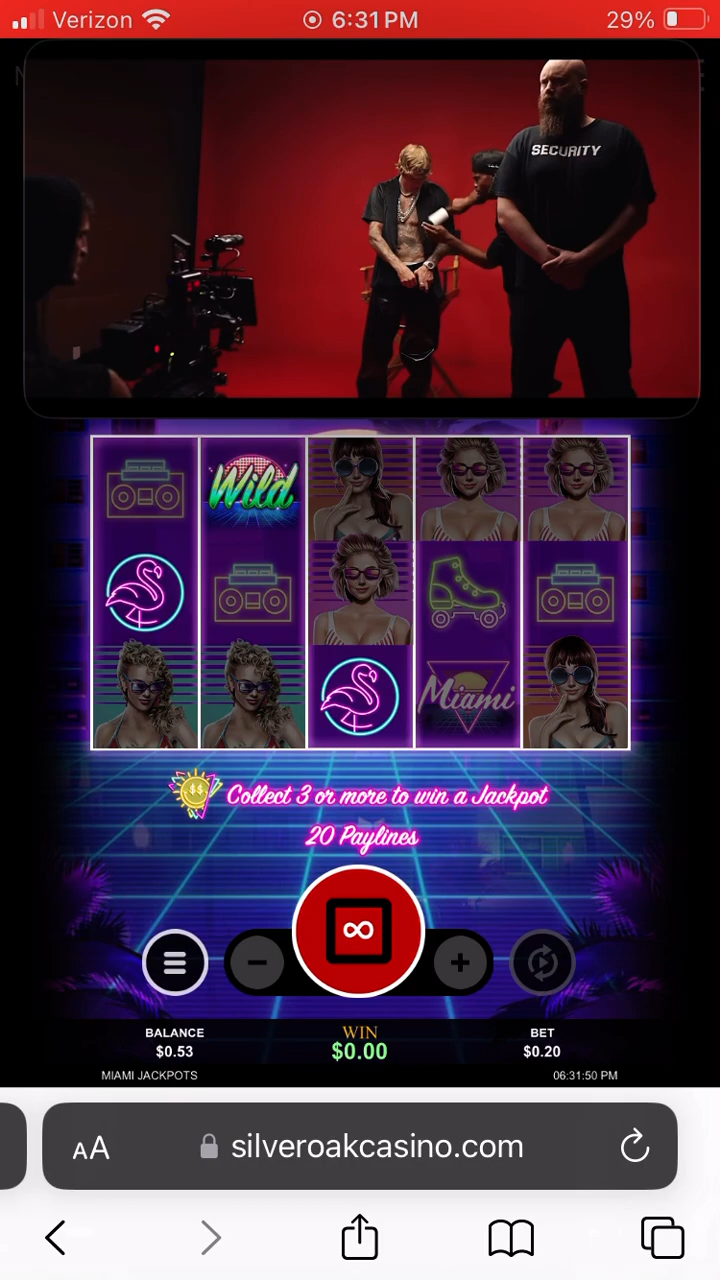 Verizon 6:31 PM 29%
SECURITY
Wild
Miami
$$
Collect 3 or more to win a Jackpot
20 Paylines
∞
BALANCE WIN BET
$0.53 $0.00 $0.20
MIAMI JACKPOTS 06:31:50 PM
AA silveroakcasino.com